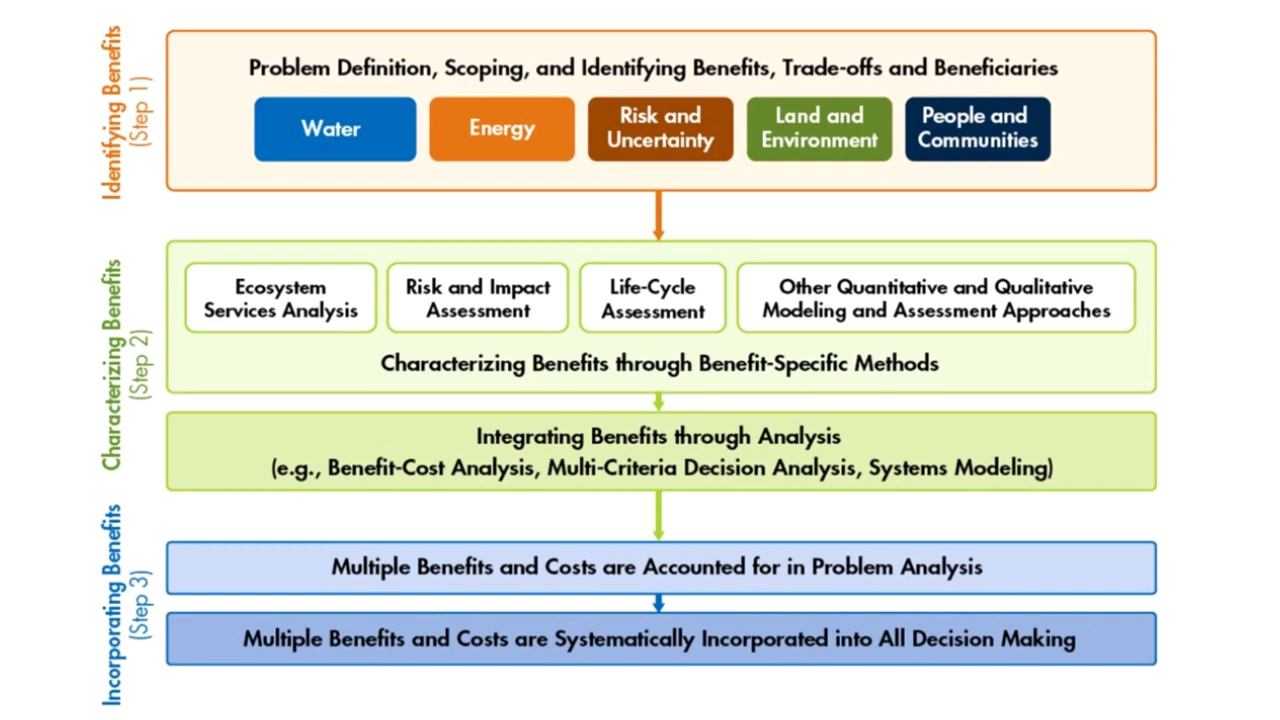 Identifying Benefits
(Step 1)
Problem Definition, Scoping, and Identifying Benefits, Trade-offs and Beneficiaries
Water
Energy
Risk and
Uncertainty
Land and
Environment
People and
Communities
Characterizing Benefits
(Step 2)
Ecosystem
Services Analysis
Risk and Impact
Assessment
Life-Cycle
Assessment
Other Quantitative and Qualitative
Modeling and Assessment Approaches
Characterizing Benefits through Benefit-Specific Methods
Integrating Benefits through Analysis
(e.g., Benefit-Cost Analysis, Multi-Criteria Decision Analysis, Systems Modeling)
Incorporating Benefits
(Step 3)
Multiple Benefits and Costs are Accounted for in Problem Analysis
Multiple Benefits and Costs are Systematically Incorporated into All Decision Making